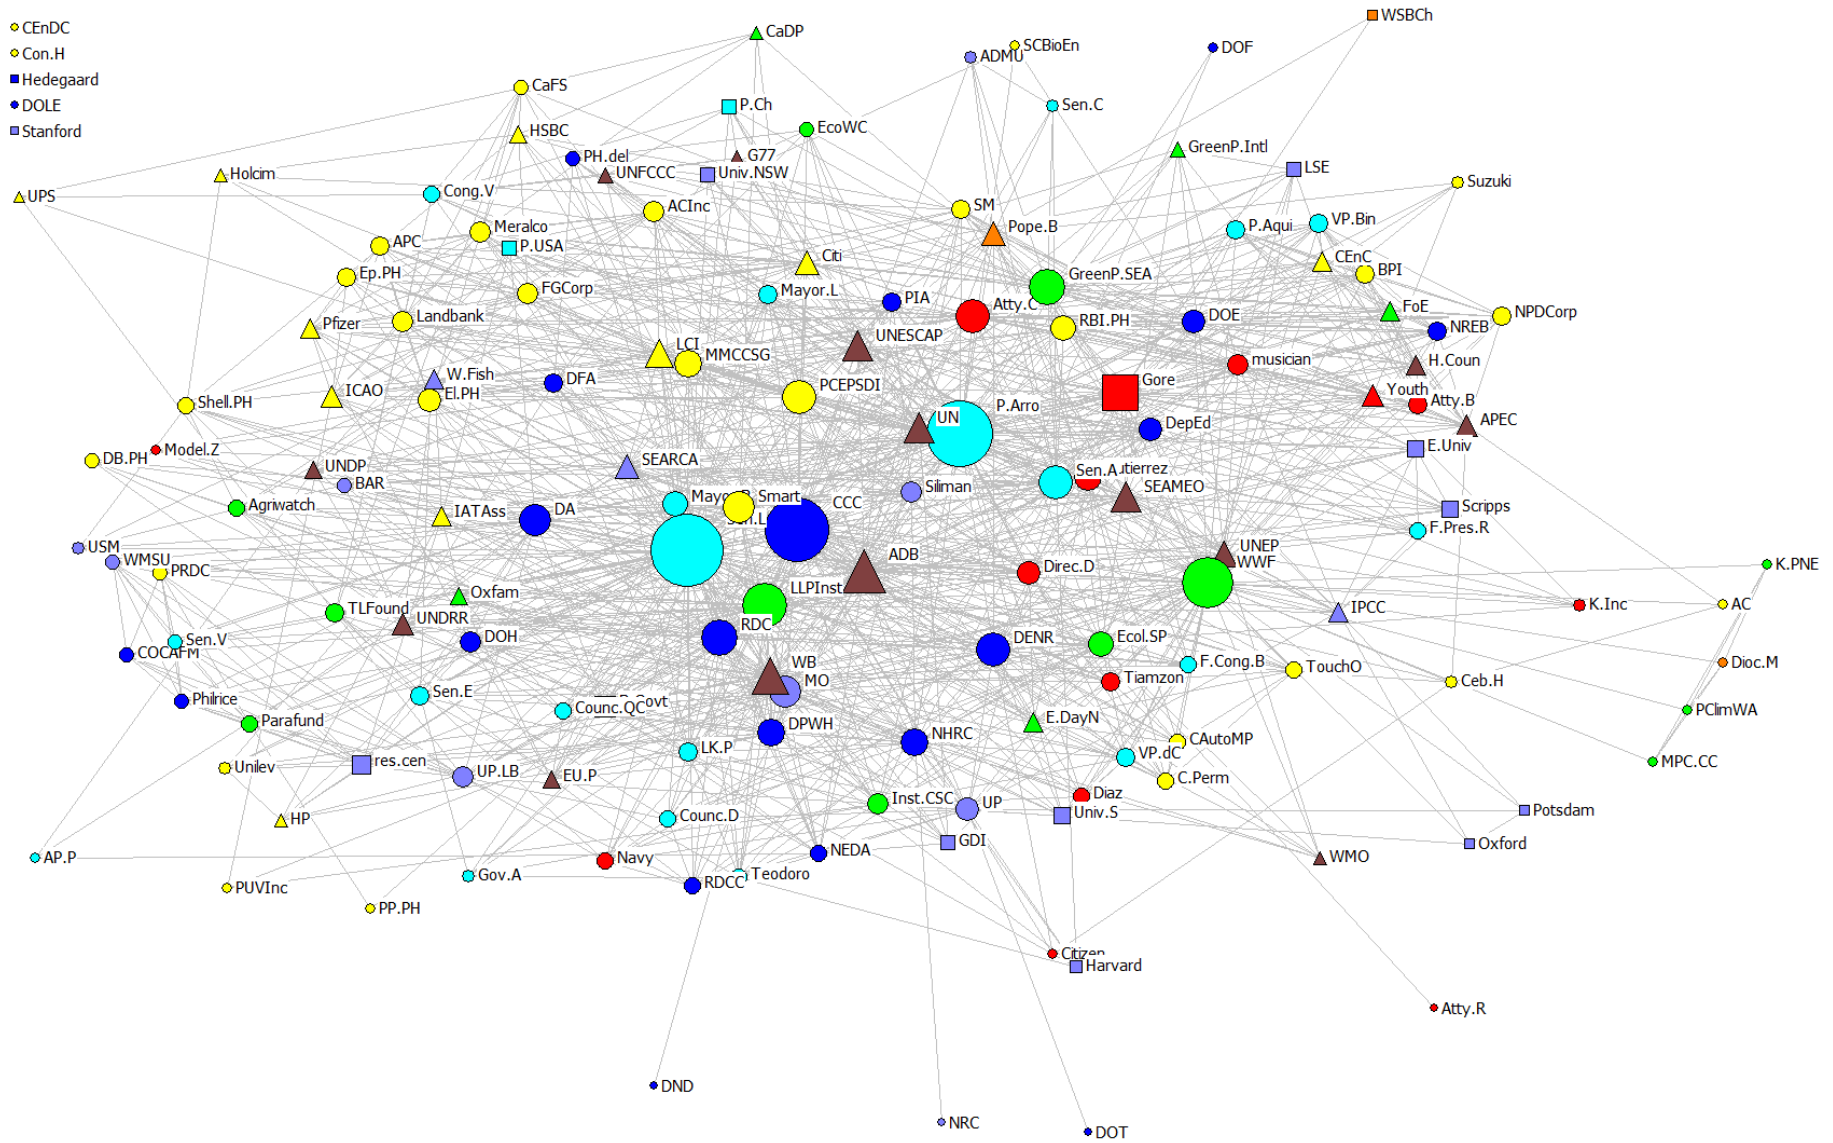 CEnDC
Con.H
Hedegaard
DOLE
Stanford
WSBCh
CaDP
SCBioEn
DOF
ADMU
CaFS
P.Ch
Sen.C
HSBC
EcoWC
GreenP.Intl
PH.del
G77
LSE
UNFCCC
Univ.NSW
Holcim
Suzuki
UPS
Cong.V
ACInc
SM
Meralco
Pope.B
P.Aqui
VP.Bin
P.USA
APC
Citi
CEnC
BPI
Ep.PH
GreenP.SEA
FGCorp
Mayor.L
PIA
Atty.C
FoE
NPDCorp
Landbank
Pfizer
RBI.PH
DOE
NREB
UNESCAP
LCI
MMCCSG
musician
H.Coun
W.Fish
DFA
PCEPSDI
Gore
Youth
ICAO
El.PH
Atty.B
Shell.PH
P.Arro
UN
APEC
DepEd
Model.Z
E.Univ
DB.PH
UNDP
SEARCA
Sen.A
utierrez
BAR
Siliman
SEAMEO
Smart
CCC
Agriwatch
IATAss
DA
Scripps
F.Pres.R
USM
ADB
UNEP
WMSU
WWF
PRDC
Direc.D
K.PNE
LLPInst
Oxfam
TLFound
IPCC
K.Inc
AC
UNDRR
RDC
Sen.V
DOH
DENR
Ecol.SP
COCAFM
WB
F.Cong.B
TouchO
Dioc.M
MO
Tiamzon
Ceb.H
Philrice
Sen.E
Counc.QC
ovt
PClimWA
Parafund
DPWH
E.DayN
NHRC
CAutoMP
LK.P
VP.dC
res.cen
Unilev
UP.LB
EU.P
C.Perm
MPC.CC
Diaz
Inst.CSC
UP
Univ.S
Potsdam
HP
Counc.D
GDI
Oxford
NEDA
AP.P
Navy
WMO
Gov.A
RDCC
Teodoro
PUVInc
PP.PH
Citizen
Harvard
Atty.R
DND
NRC
DOT